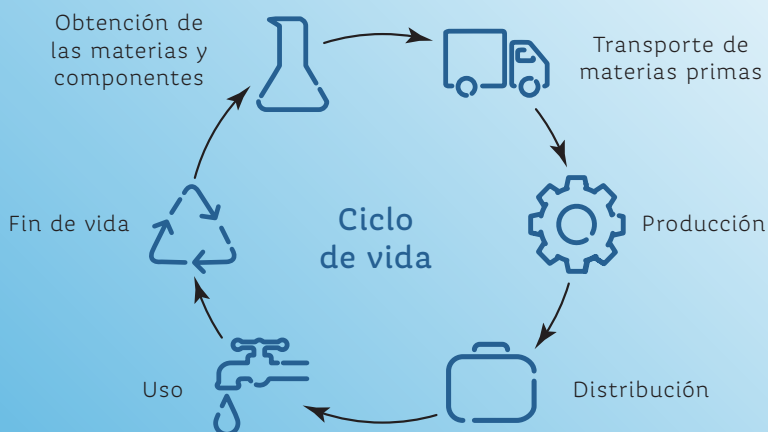 Obtención de
las materias y
componentes
Transporte de
materias primas
Fin de vida
Ciclo
de vida
Producción
Uso
Distribución